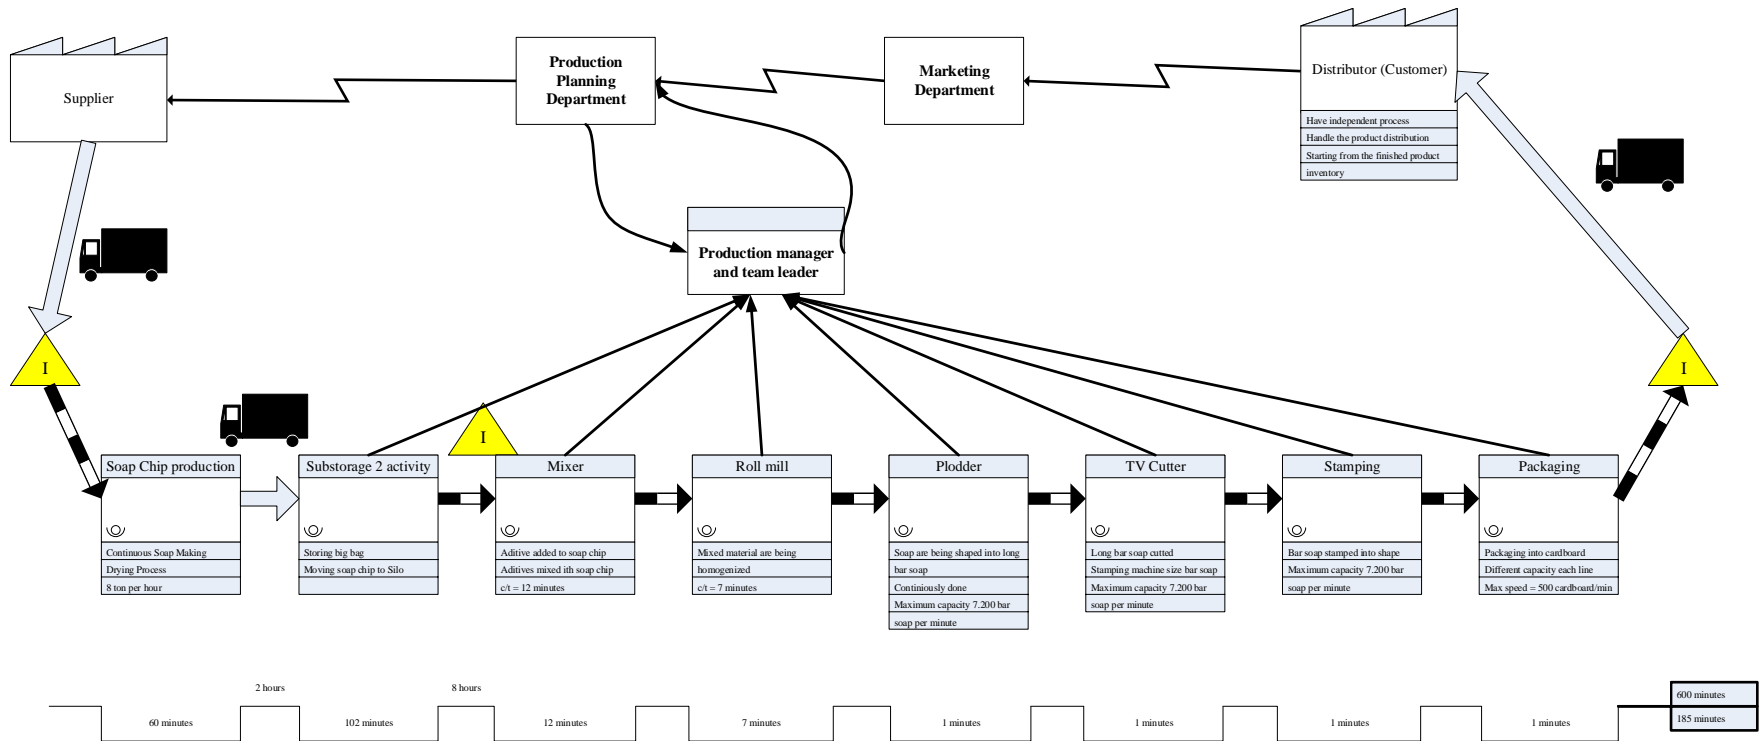 Supplier
Production
Planning
Department
Marketing
Department
Distributor (Customer)
Have independent process
Handle the product distribution
Starting from the finished product
inventory
Production manager
and team leader
I
I
I
Soap Chip production
Continuous Soap Making
Drying Process
8 ton per hour
Substorage 2 activity
Storing big bag
Moving soap chip to Silo
Mixer
Aditive added to soap chip
Aditives mixed ith soap chip
c/t = 12 minutes
Roll mill
Mixed material are being
homogenized
c/t = 7 minutes
Plodder
Soap are being shaped into long
bar soap
Continiously done
Maximum capacity 7.200 bar
soap per minute
TV Cutter
Long bar soap cutted
Stamping machine size bar soap
Maximum capacity 7.200 bar
soap per minute
Stamping
Bar soap stamped into shape
Maximum capacity 7.200 bar
soap per minute
Packaging
Packaging into cardboard
Different capacity each line
Max speed = 500 cardboard/min
2 hours
8 hours
60 minutes
102 minutes
12 minutes
7 minutes
1 minutes
1 minutes
1 minutes
1 minutes
600 minutes
185 minutes